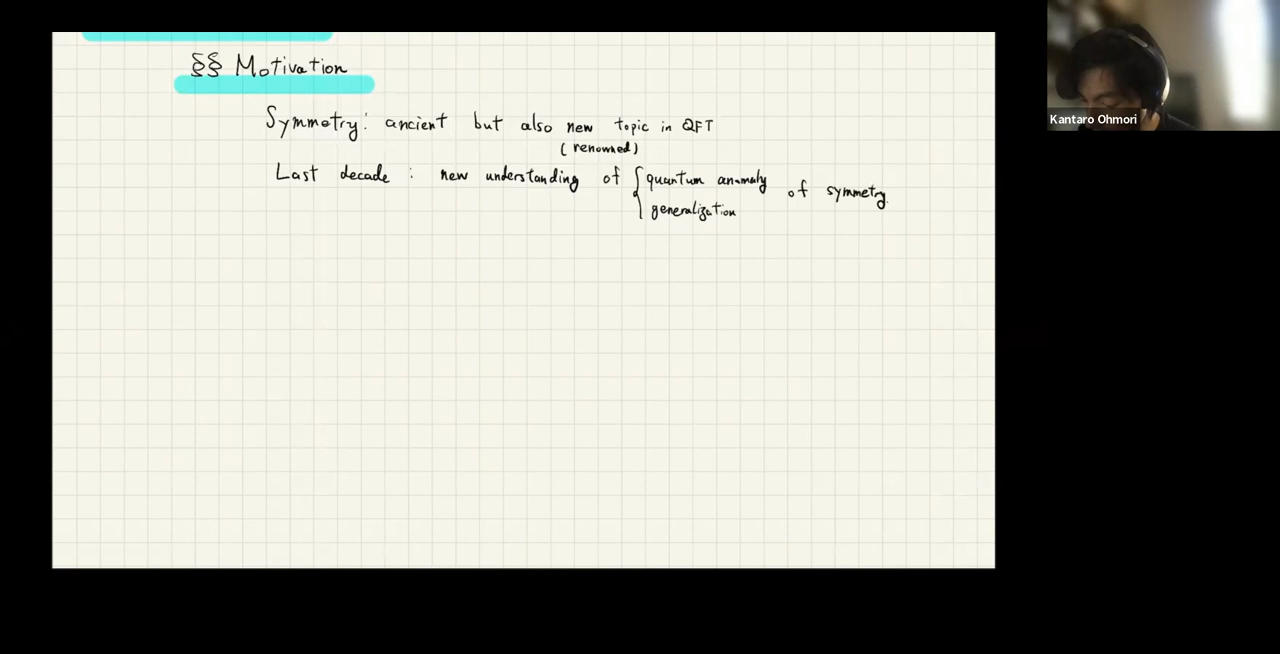 §§ Motivation
Symmetry: ancient but also new topic in QFT
(renowned)
Last decade : new understanding of { quantum anomaly of symmetry.
generalization
Kantaro Ohmori